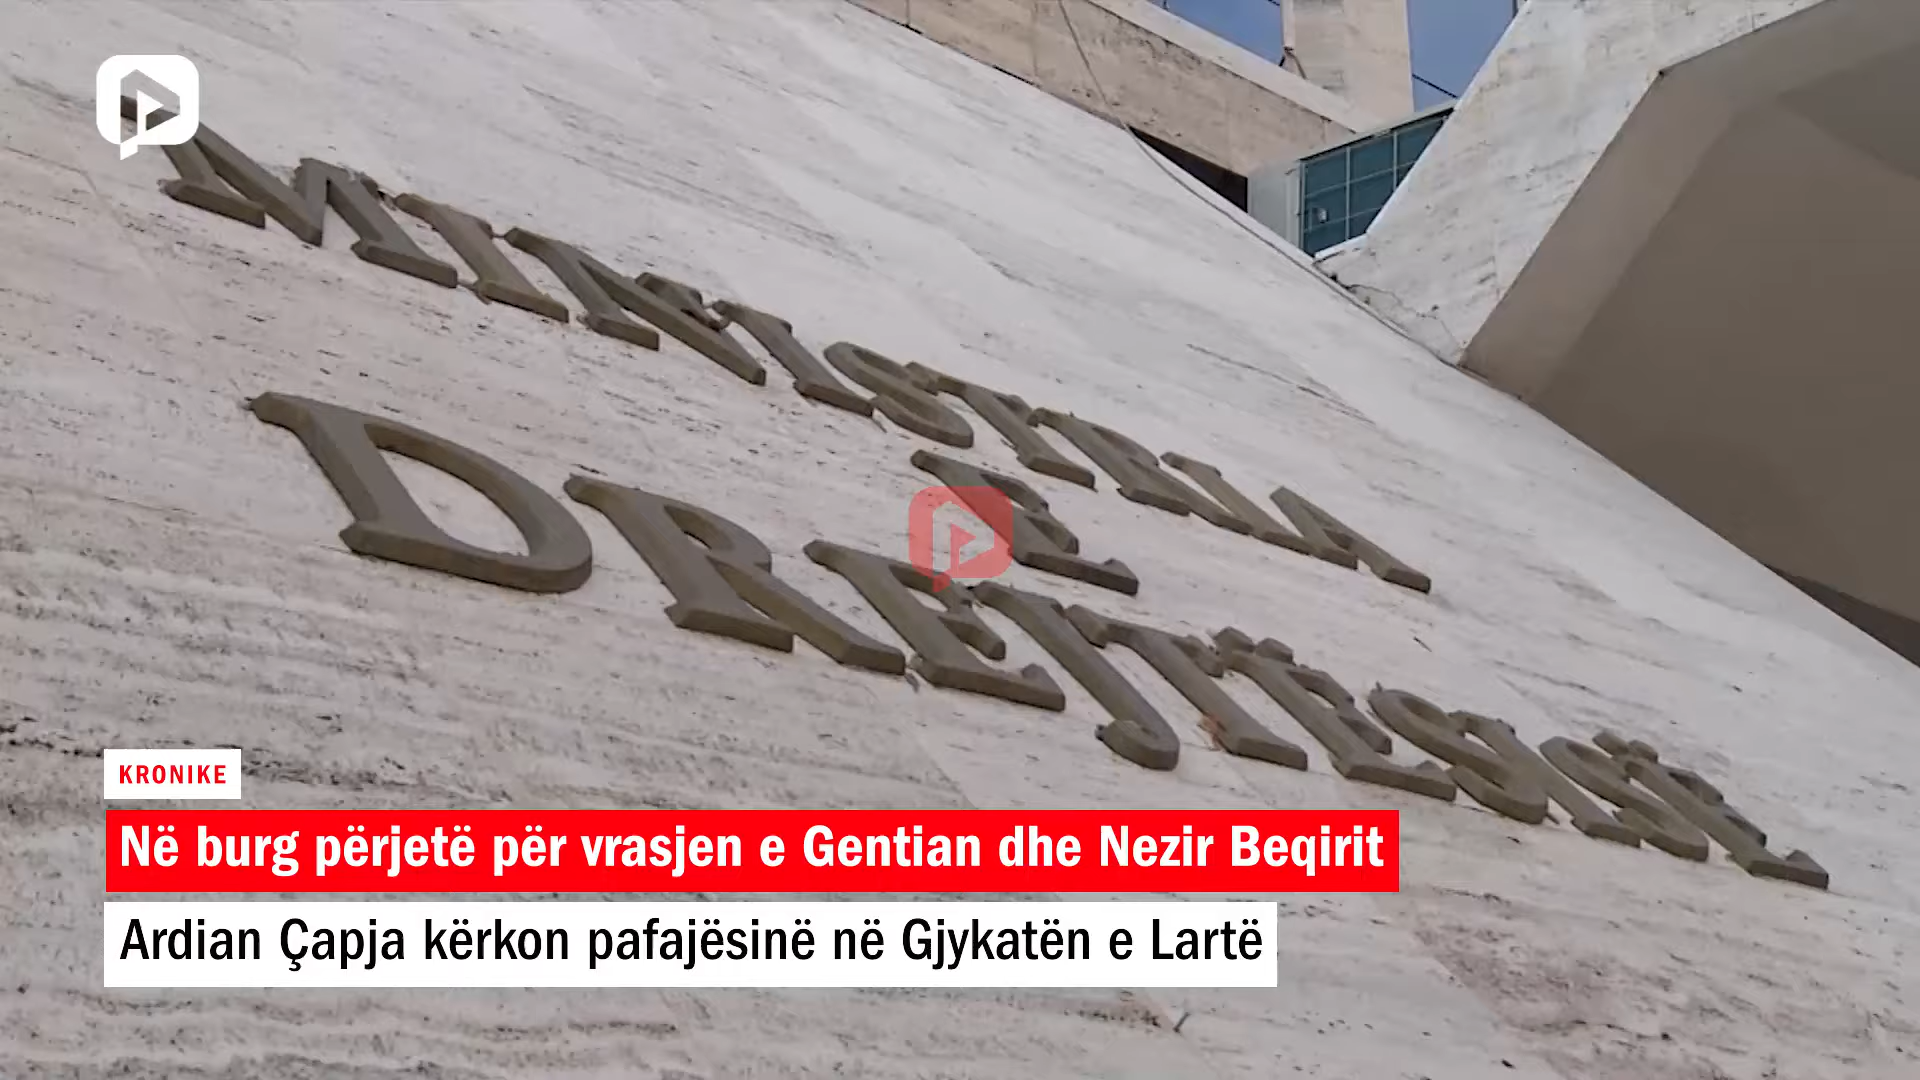 MINISTRIA
E
DREJTËSISË
KRONIKE
Në burg përjetë për vrasjen e Gentian dhe Nezir Beqirit
Ardian Çapja kërkon pafajësinë në Gjykatën e Lartë